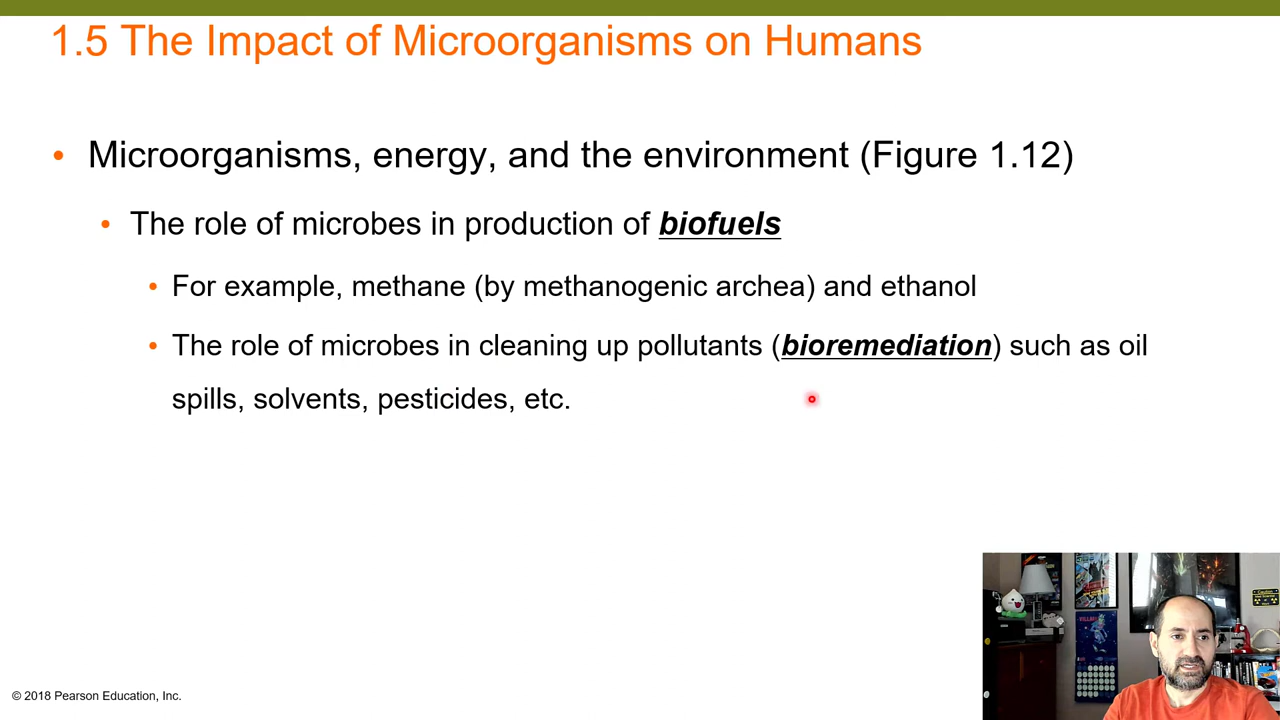 1.5 The Impact of Microorganisms on Humans
• Microorganisms, energy, and the environment (Figure 1.12)
• The role of microbes in production of biofuels
• For example, methane (by methanogenic archea) and ethanol
• The role of microbes in cleaning up pollutants (bioremediation) such as oil
spills, solvents, pesticides, etc.
© 2018 Pearson Education, Inc.